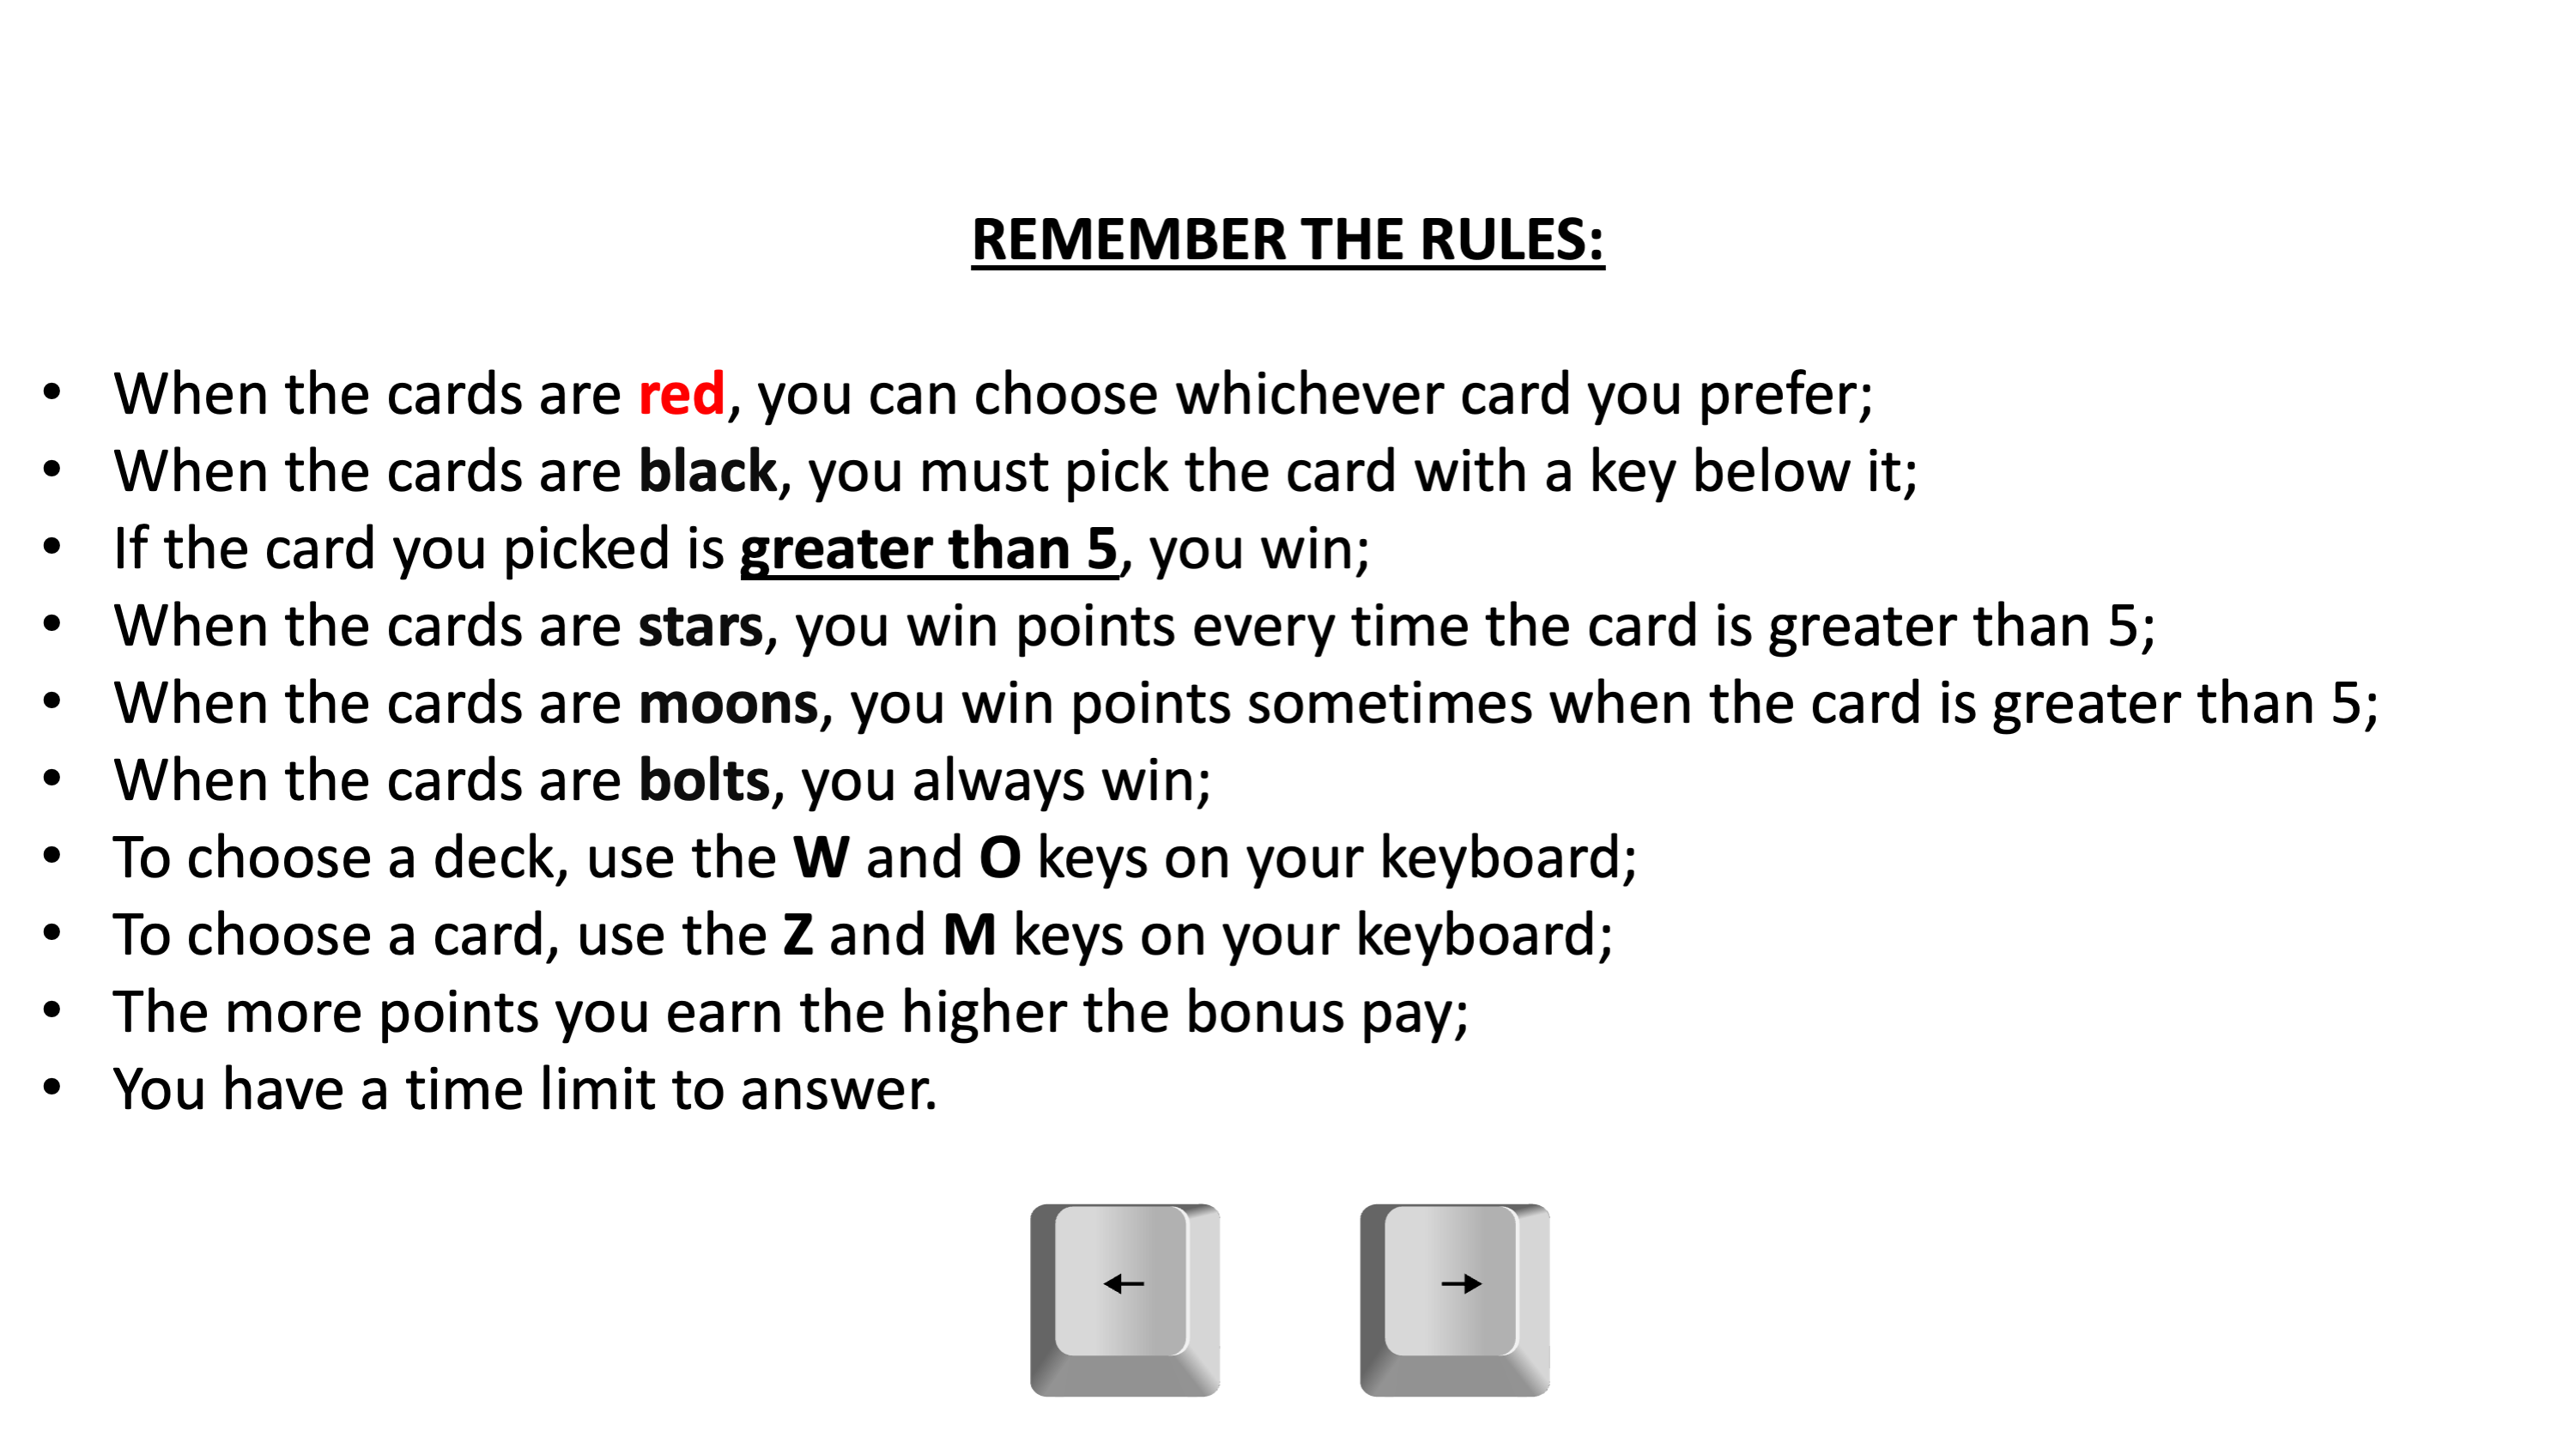 REMEMBER THE RULES:
• When the cards are red, you can choose whichever card you prefer;
• When the cards are black, you must pick the card with a key below it;
• If the card you picked is greater than 5, you win;
• When the cards are stars, you win points every time the card is greater than 5;
• When the cards are moons, you win points sometimes when the card is greater than 5;
• When the cards are bolts, you always win;
• To choose a deck, use the W and O keys on your keyboard;
• To choose a card, use the Z and M keys on your keyboard;
• The more points you earn the higher the bonus pay;
• You have a time limit to answer.
← →